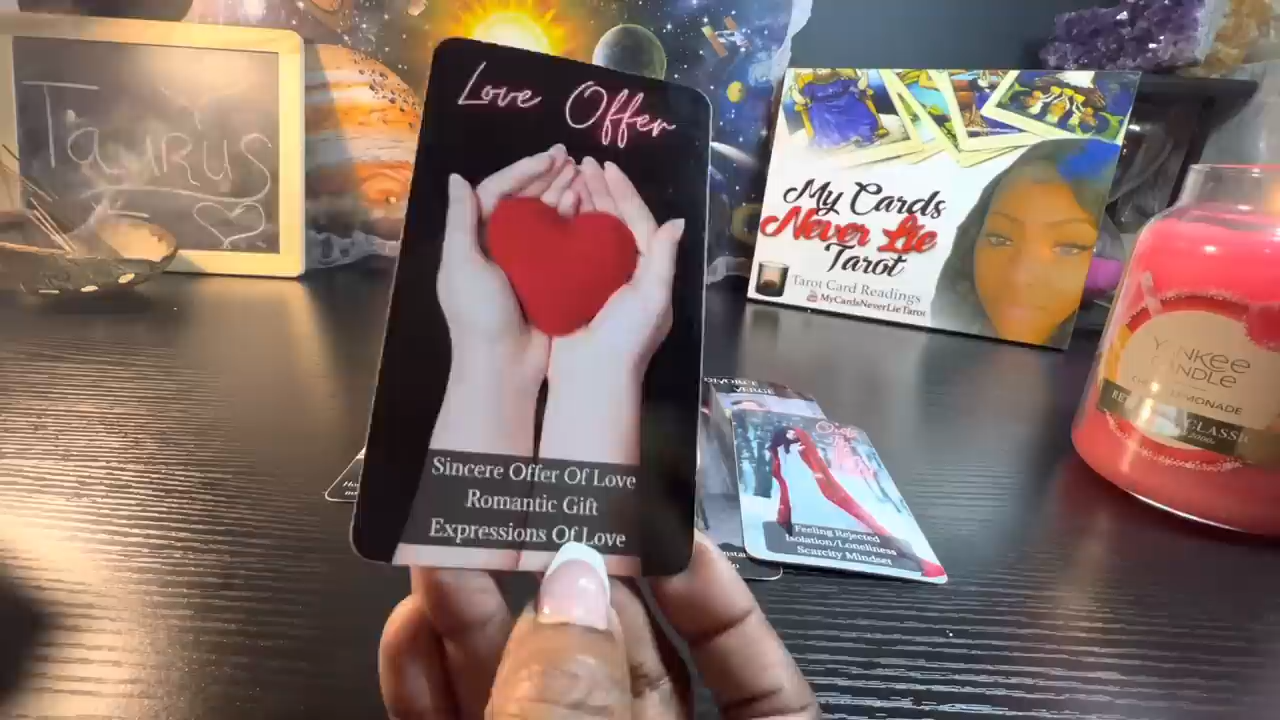 Taurus
Love Offer
Sincere Offer Of Love
Romantic Gift
Expressions Of Love
My Cards
Never Lie
Tarot
Tarot Card Readings
MyCardsNeverLieTarot
VERGE
Feeling Rejected
Isolation/Loneliness
Scarcity Mindset
YANKEE
CANDLE